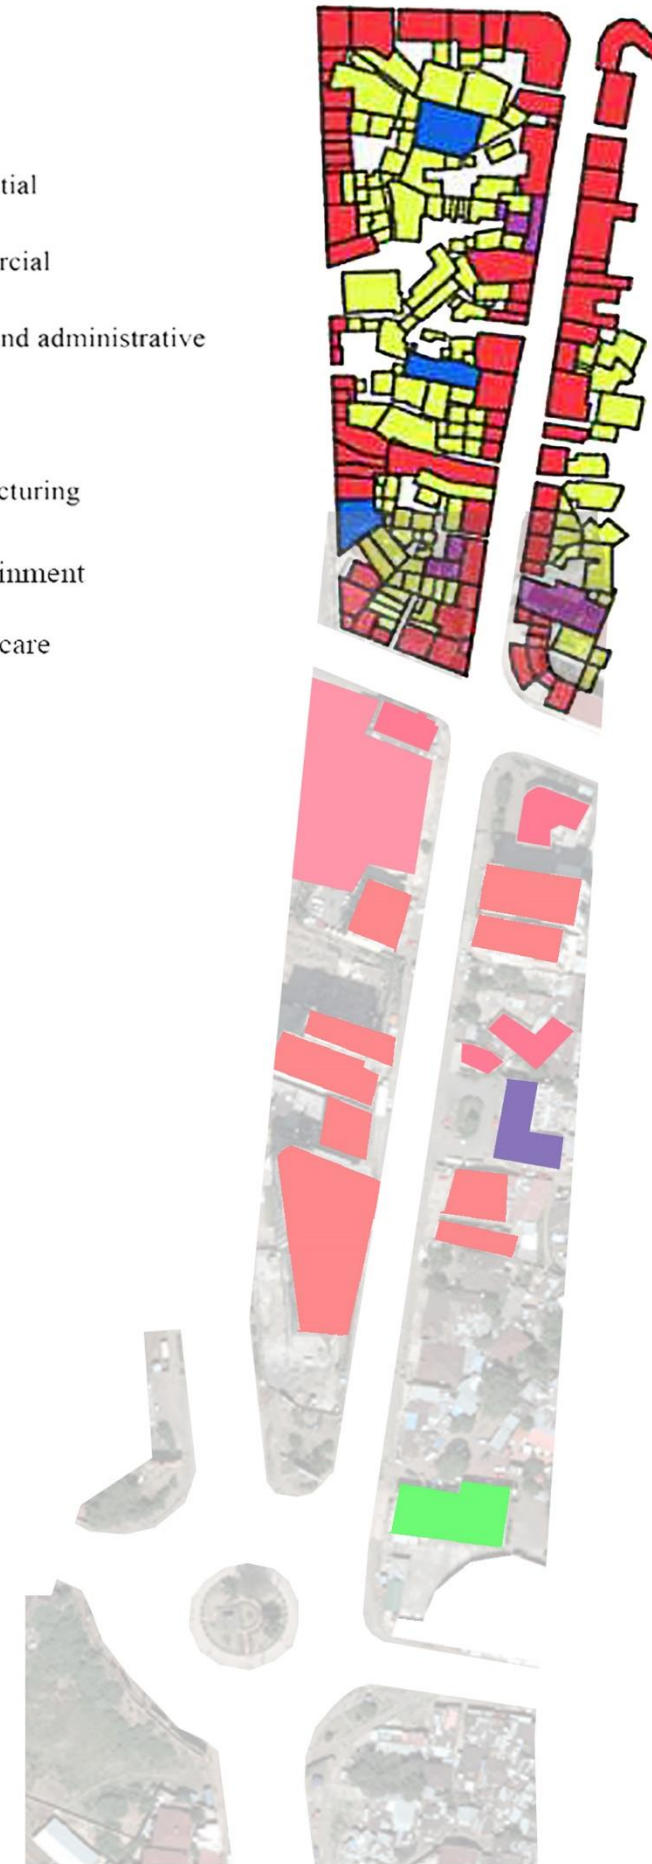 tial
rcial
nd administrative
cturing
inment
care